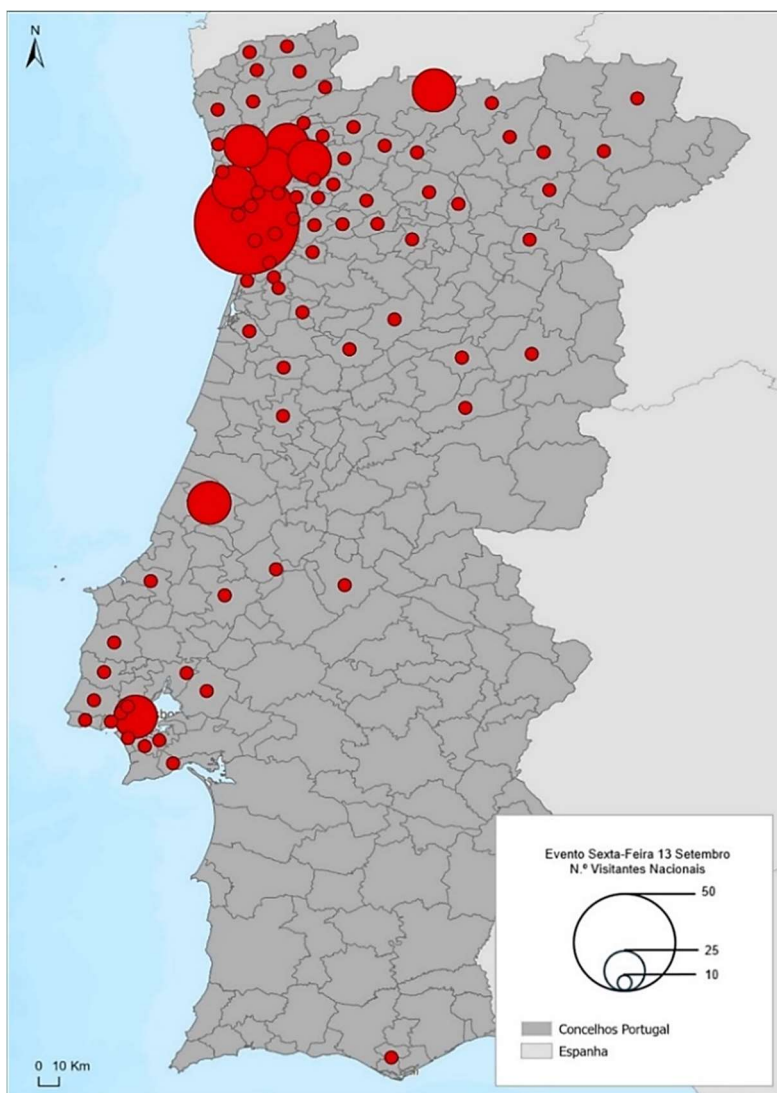 N
Evento Sexta-Feira 13 Setembro
N.º Visitantes Nacionais
50
25
10
Concelhos Portugal
Espanha
0 10 Km